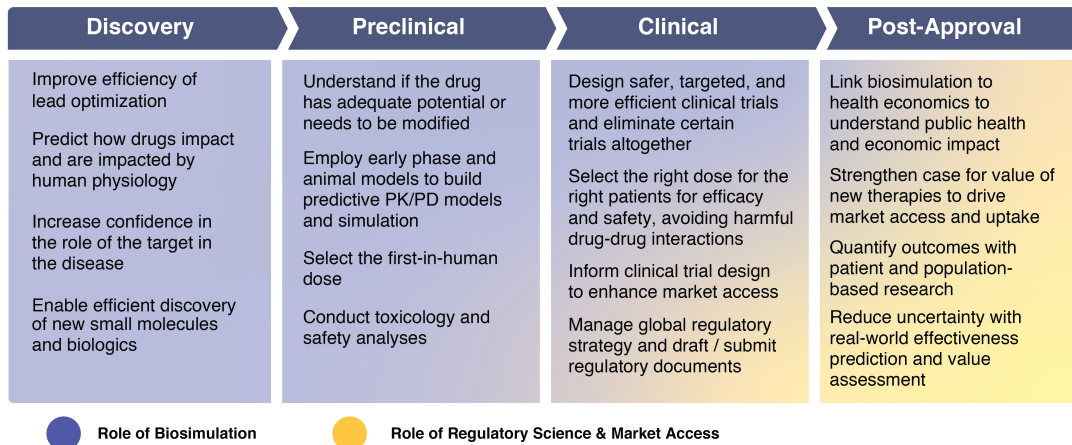 Discovery
Preclinical
Clinical
Post-Approval
Improve efficiency of
lead optimization
Predict how drugs impact
and are impacted by
human physiology
Increase confidence in
the role of the target in
the disease
Enable efficient discovery
of new small molecules
and biologics
Understand if the drug
has adequate potential or
needs to be modified
Employ early phase and
animal models to build
predictive PK/PD models
and simulation
Select the first-in-human
dose
Conduct toxicology and
safety analyses
Design safer, targeted, and
more efficient clinical trials
and eliminate certain
trials altogether
Select the right dose for the
right patients for efficacy
and safety, avoiding harmful
drug-drug interactions
Inform clinical trial design
to enhance market access
Manage global regulatory
strategy and draft / submit
regulatory documents
Link biosimulation to
health economics to
understand public health
and economic impact
Strengthen case for value of
new therapies to drive
market access and uptake
Quantify outcomes with
patient and population-
based research
Reduce uncertainty with
real-world effectiveness
prediction and value
assessment
Role of Biosimulation
Role of Regulatory Science & Market Access